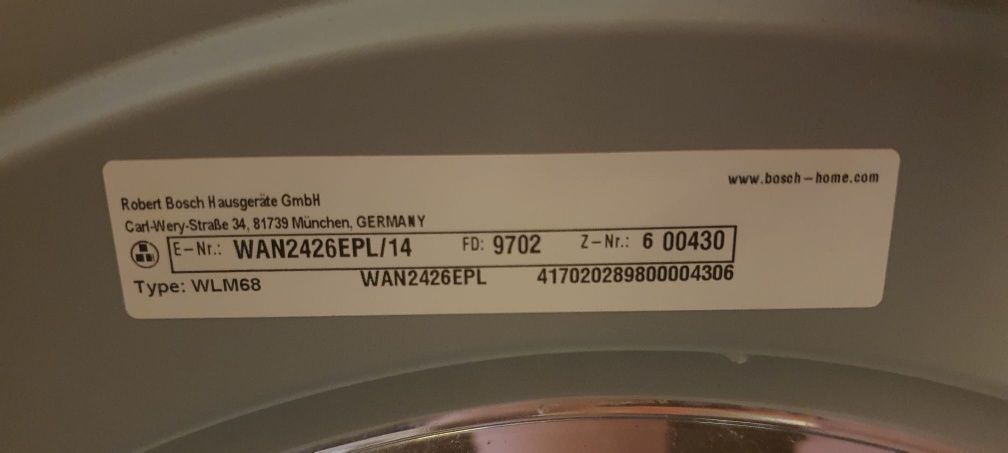 www.bosch-home.com
Robert Bosch Hausgeräte GmbH
Carl-Wery-Straße 34, 81739 München, GERMANY
E-Nr.: WAN2426EPL/14 FD: 9702 Z-Nr.: 6 00430
Type: WLM68 WAN2426EPL 417020289800004306